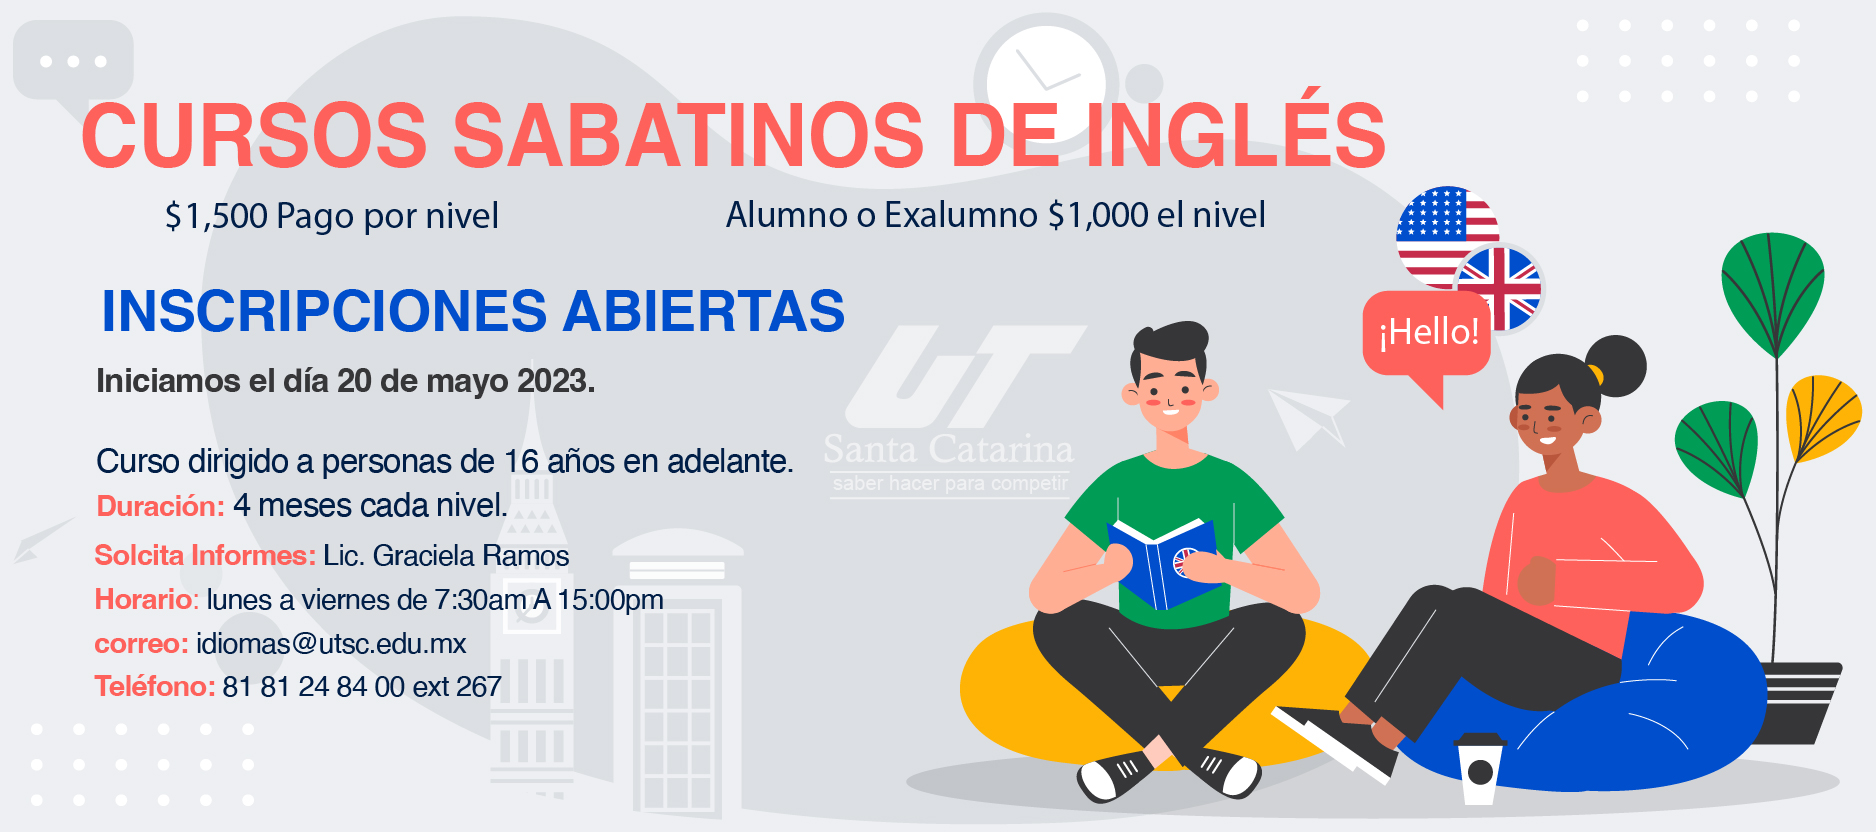 CURSOS SABATINOS DE INGLÉS
$1,500 Pago por nivel
Alumno o Exalumno $1,000 el nivel
INSCRIPCIONES ABIERTAS
Iniciamos el día 20 de mayo 2023.
¡Hello!
UT
Santa Catarina
saber hacer para competir
Curso dirigido a personas de 16 años en adelante.
Duración: 4 meses cada nivel.
Solcita Informes: Lic. Graciela Ramos
Horario: lunes a viernes de 7:30am A 15:00pm
correo: idiomas@utsc.edu.mx
Teléfono: 81 81 24 84 00 ext 267